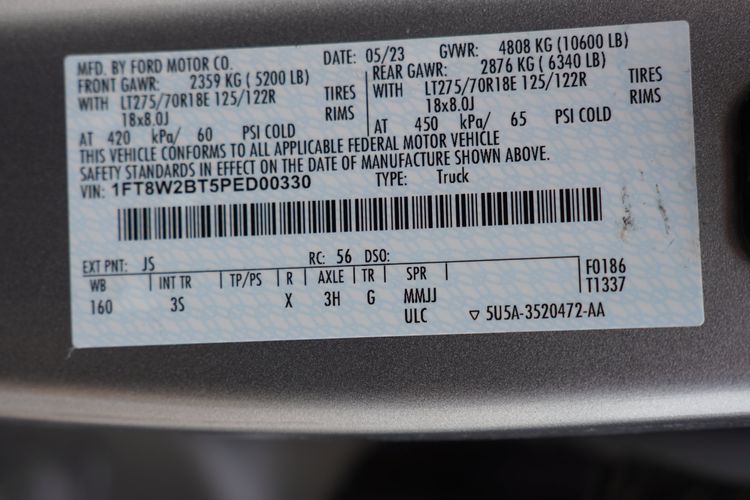 MFD. BY FORD MOTOR CO. DATE: 05/23 GVWR: 4808 KG (10600 LB)
FRONT GAWR: 2359 KG ( 5200 LB) REAR GAWR: 2876 KG ( 6340 LB)
WITH LT275/70R18E 125/122R TIRES WITH LT275/70R18E 125/122R TIRES
18x8.0J RIMS 18x8.0J RIMS
AT 420 kPa/ 60 PSI COLD AT 450 kPa/ 65 PSI COLD
THIS VEHICLE CONFORMS TO ALL APPLICABLE FEDERAL MOTOR VEHICLE
SAFETY STANDARDS IN EFFECT ON THE DATE OF MANUFACTURE SHOWN ABOVE.
VIN: 1FT8W2BT5PED00330 TYPE: Truck
EXT PNT: JS RC: 56 DSO:
WB INT TR TP/PS R AXLE TR SPR F0186
160 3S X 3H G MMJJ T1337
ULC ▽ 5U5A-3520472-AA